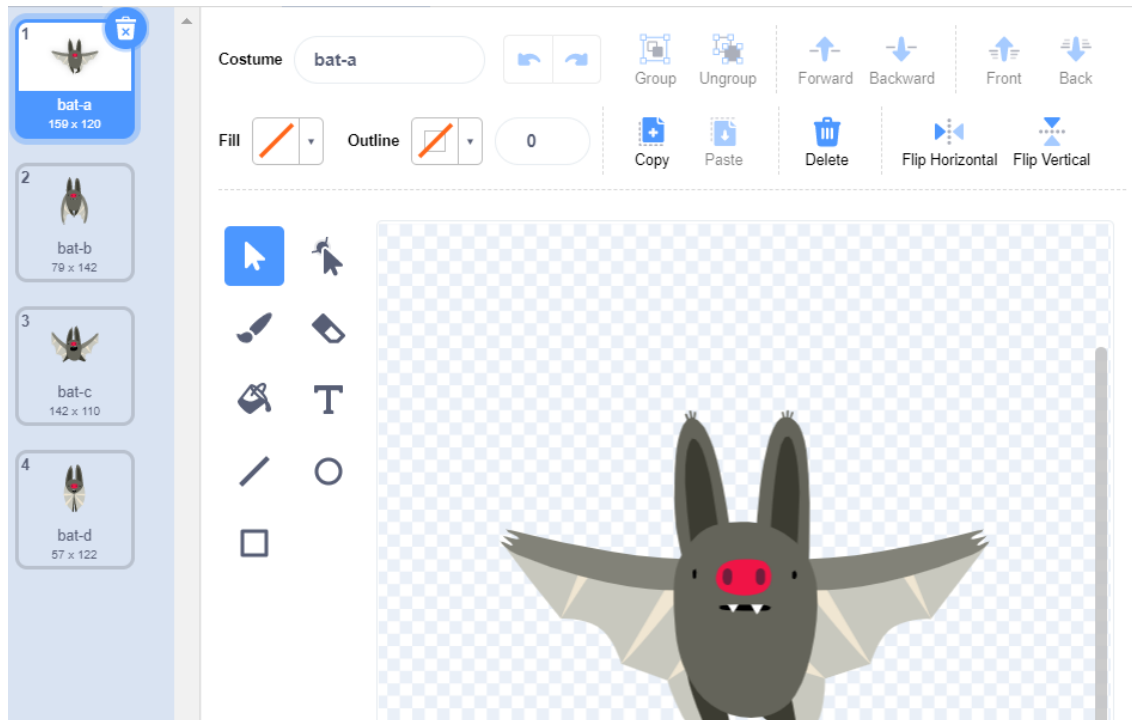 1
bat-a
159 x 120
2
bat-b
79 x 142
3
bat-c
142 x 110
4
bat-d
57 x 122
Costume bat-a
Group Ungroup Forward Backward Front Back
Fill Outline 0
Copy Paste Delete Flip Horizontal Flip Vertical
T